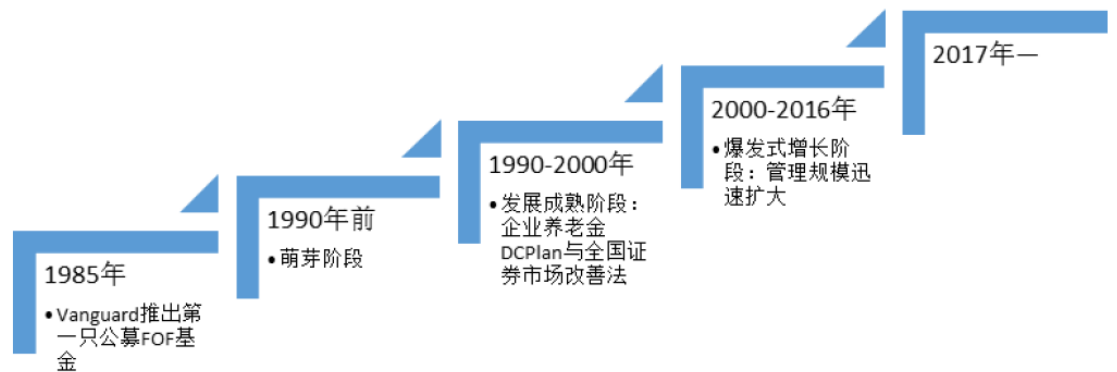 1985年
•Vanguard推出第
一只公募FOF基
金
1990年前
•萌芽阶段
1990-2000年
•发展成熟阶段：
企业养老金
DCPlan与全国证
券市场改善法
2000-2016年
•爆发式增长阶
段：管理规模迅
速扩大
2017年—